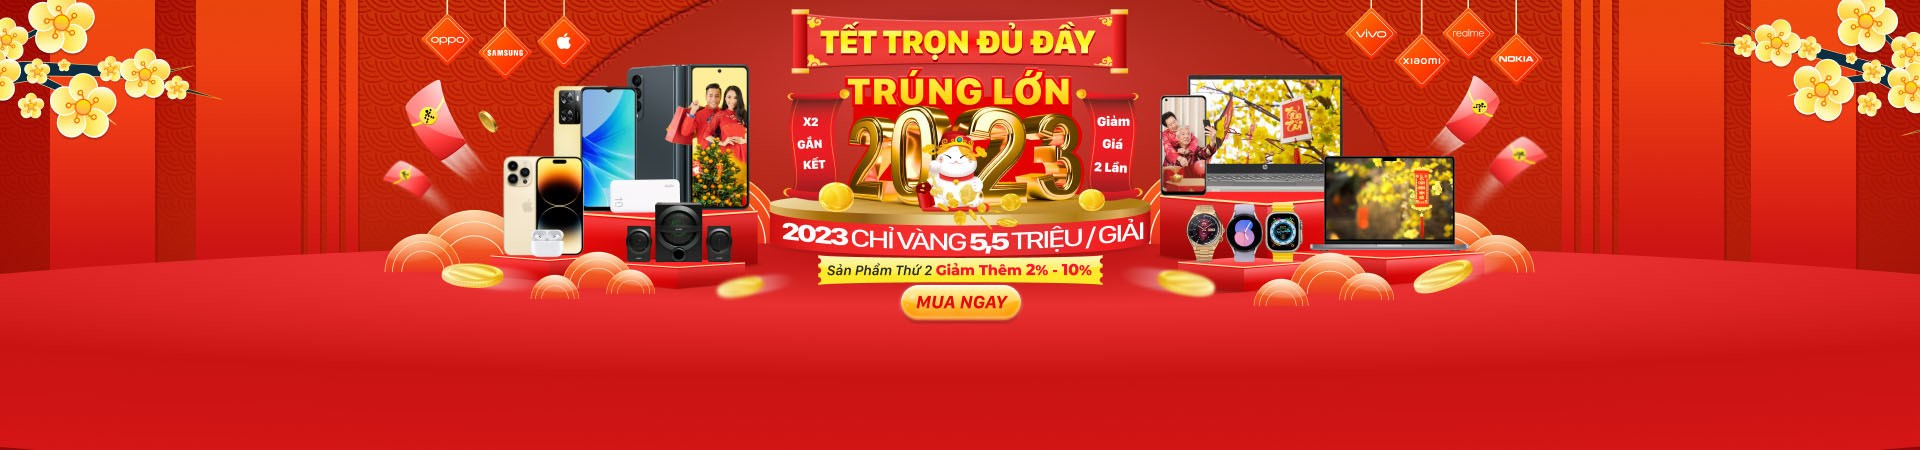 oppo
SAMSUNG
vivo
xiaomi
realme
NOKIA
TẾT TRỌN ĐỦ ĐẦY
TRÚNG LỚN
2023
X2
GẮN
KẾT
Giảm
Giá
2 Lần
2023 CHỈ VÀNG 5,5 TRIỆU / GIẢI
Sản Phẩm Thứ 2 Giảm Thêm 2% - 10%
MUA NGAY